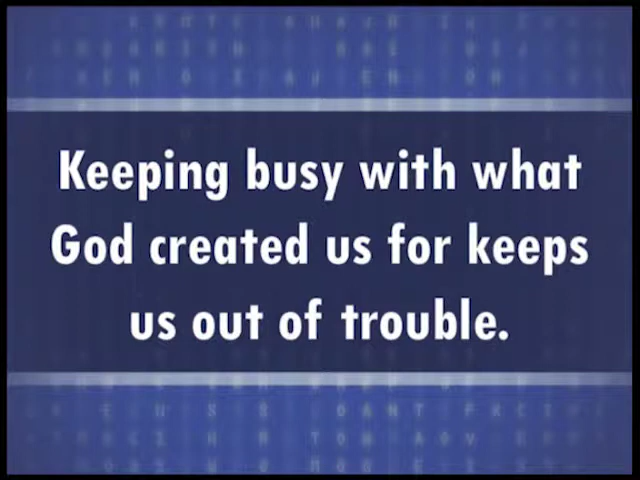 Keeping busy with what
God created us for keeps
us out of trouble.